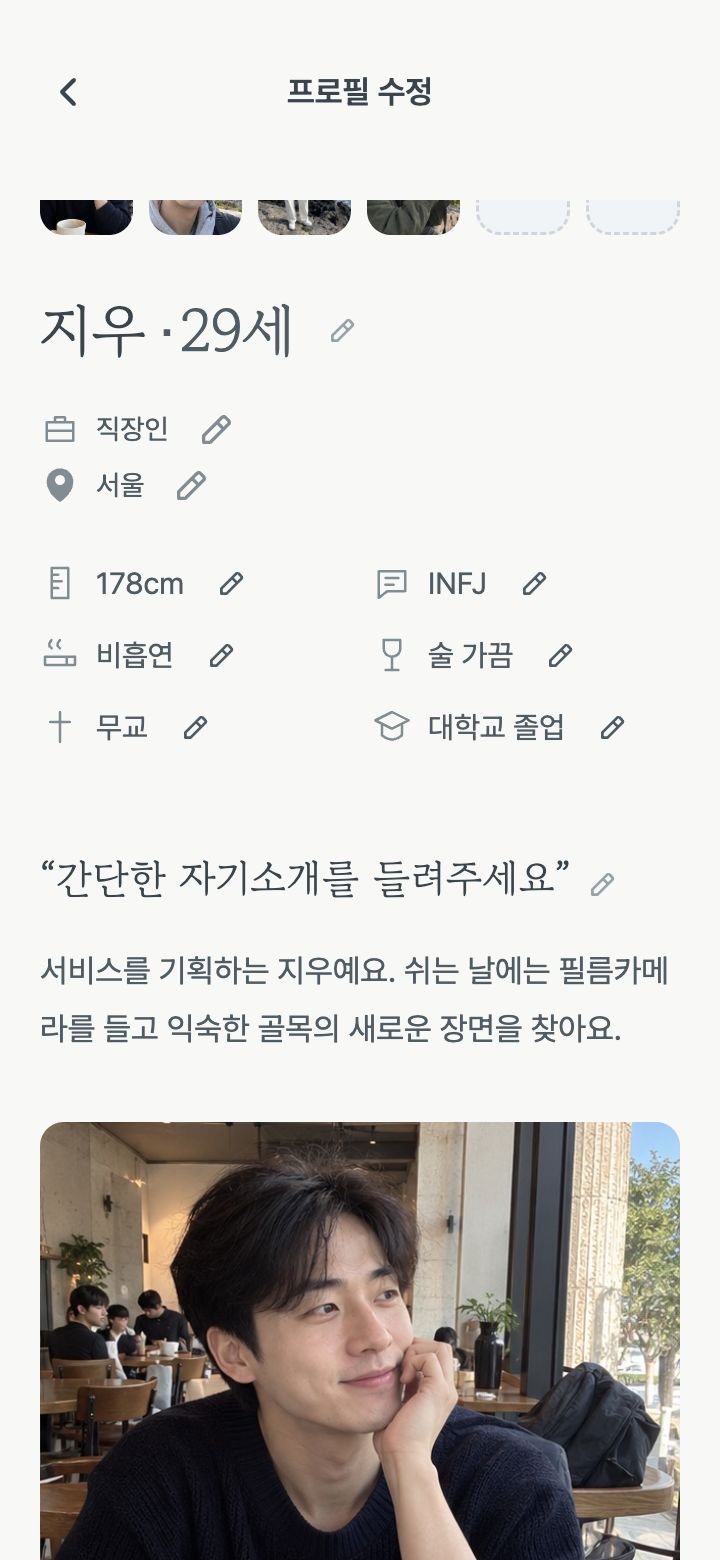 프로필 수정
지우 · 29세
직장인
서울
178cm
INFJ
비흡연
술 가끔
무교
대학교 졸업
“간단한 자기소개를 들려주세요”
서비스를 기획하는 지우예요. 쉬는 날에는 필름카메
라를 들고 익숙한 골목의 새로운 장면을 찾아요.